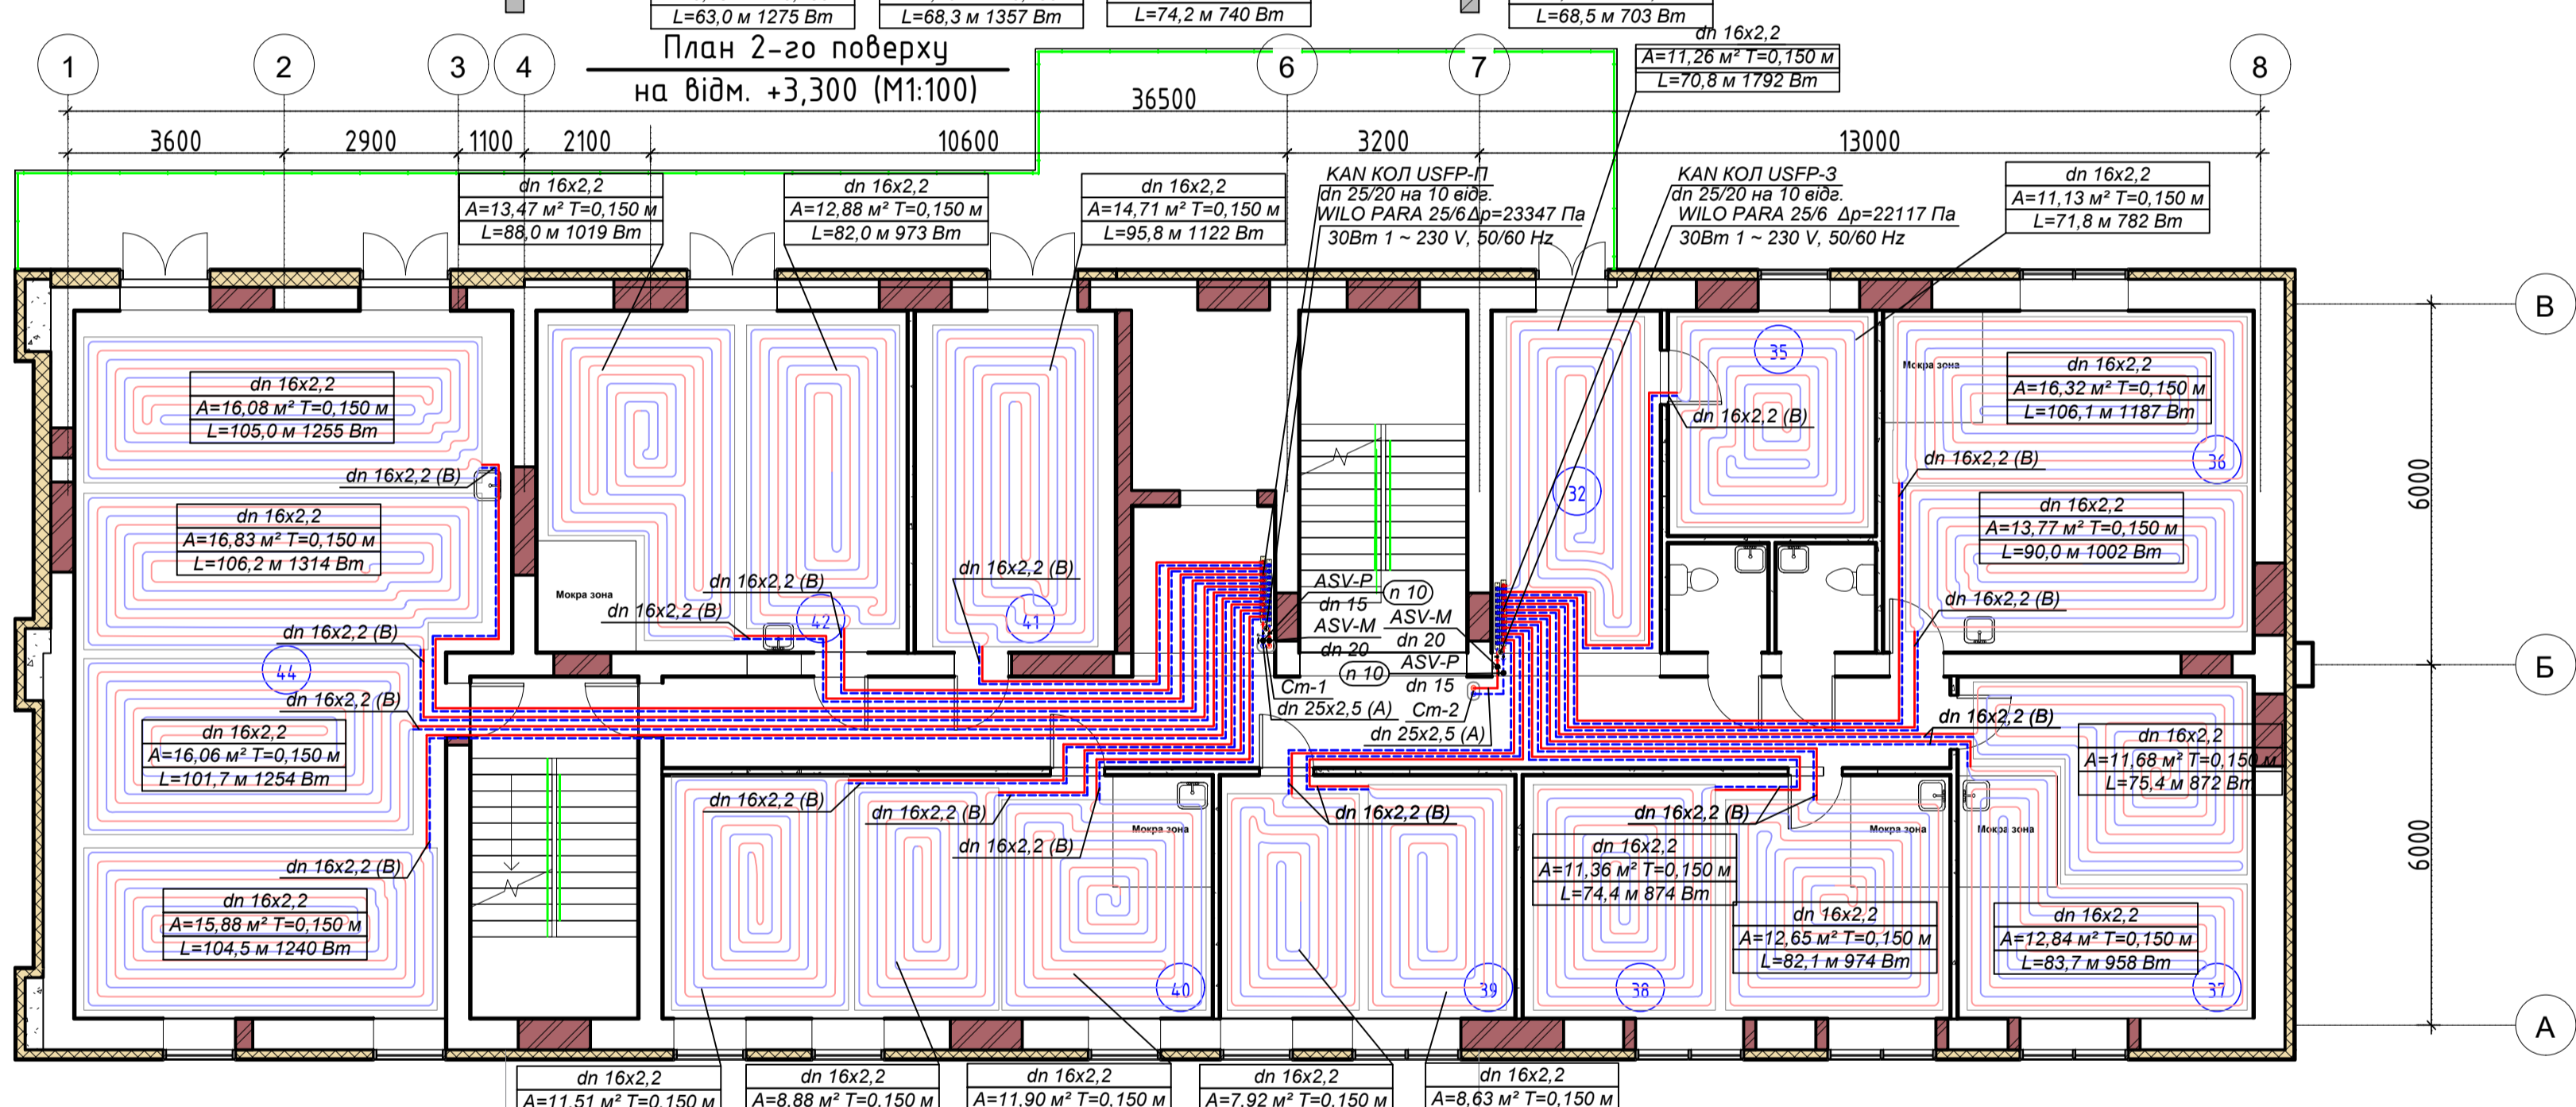 L=63,0 м 1275 Вт
L=68,3 м 1357 Вт
L=74,2 м 740 Вт
L=68,5 м 703 Вт
План 2-го поверху
на відм. +3,300 (М1:100)
1
2
3
4
6
7
8
36500
3600
2900
1100
2100
10600
3200
13000
dn 16x2,2
A=11,26 м² T=0,150 м
L=70,8 м 1792 Вт
dn 16x2,2
A=13,47 м² T=0,150 м
L=88,0 м 1019 Вт
dn 16x2,2
A=12,88 м² T=0,150 м
L=82,0 м 973 Вт
dn 16x2,2
A=14,71 м² T=0,150 м
L=95,8 м 1122 Вт
KAN КОЛ USFP-П
dn 25/20 на 10 відг.
WILO PARA 25/6 Δp=23347 Па
30Вт 1 ~ 230 V, 50/60 Hz
KAN КОЛ USFP-З
dn 25/20 на 10 відг.
WILO PARA 25/6 Δp=22117 Па
30Вт 1 ~ 230 V, 50/60 Hz
dn 16x2,2
A=11,13 м² T=0,150 м
L=71,8 м 782 Вт
В
dn 16x2,2
A=16,08 м² T=0,150 м
L=105,0 м 1255 Вт
dn 16x2,2 (B)
35
dn 16x2,2 (B)
Мокра зона
dn 16x2,2
A=16,32 м² T=0,150 м
L=106,1 м 1187 Вт
36
dn 16x2,2 (B)
32
6000
dn 16x2,2
A=16,83 м² T=0,150 м
L=106,2 м 1314 Вт
dn 16x2,2
A=13,77 м² T=0,150 м
L=90,0 м 1002 Вт
dn 16x2,2 (B)
Мокра зона
dn 16x2,2 (B)
dn 16x2,2 (B)
42
dn 16x2,2 (B)
41
dn 16x2,2 (B)
44
dn 16x2,2 (B)
ASV-P
dn 15
п 10
ASV-M
dn 20
ASV-M
dn 20
ASV-P
dn 15
п 10
Ст-1
dn 25x2,5 (A)
Ст-2
dn 25x2,5 (A)
Б
dn 16x2,2
A=16,06 м² T=0,150 м
L=101,7 м 1254 Вт
dn 16x2,2 (B)
dn 16x2,2
A=11,68 м² T=0,150 м
L=75,4 м 872 Вт
dn 16x2,2 (B)
dn 16x2,2 (B)
dn 16x2,2 (B)
dn 16x2,2 (B)
Мокра зона
dn 16x2,2 (B)
dn 16x2,2 (B)
Мокра зона
Мокра зона
6000
dn 16x2,2
A=15,88 м² T=0,150 м
L=104,5 м 1240 Вт
dn 16x2,2
A=11,36 м² T=0,150 м
L=74,4 м 874 Вт
dn 16x2,2
A=12,65 м² T=0,150 м
L=82,1 м 974 Вт
dn 16x2,2
A=12,84 м² T=0,150 м
L=83,7 м 958 Вт
40
39
38
37
А
dn 16x2,2
A=11,51 м² T=0,150 м
dn 16x2,2
A=8,88 м² T=0,150 м
dn 16x2,2
A=11,90 м² T=0,150 м
dn 16x2,2
A=7,92 м² T=0,150 м
dn 16x2,2
A=8,63 м² T=0,150 м